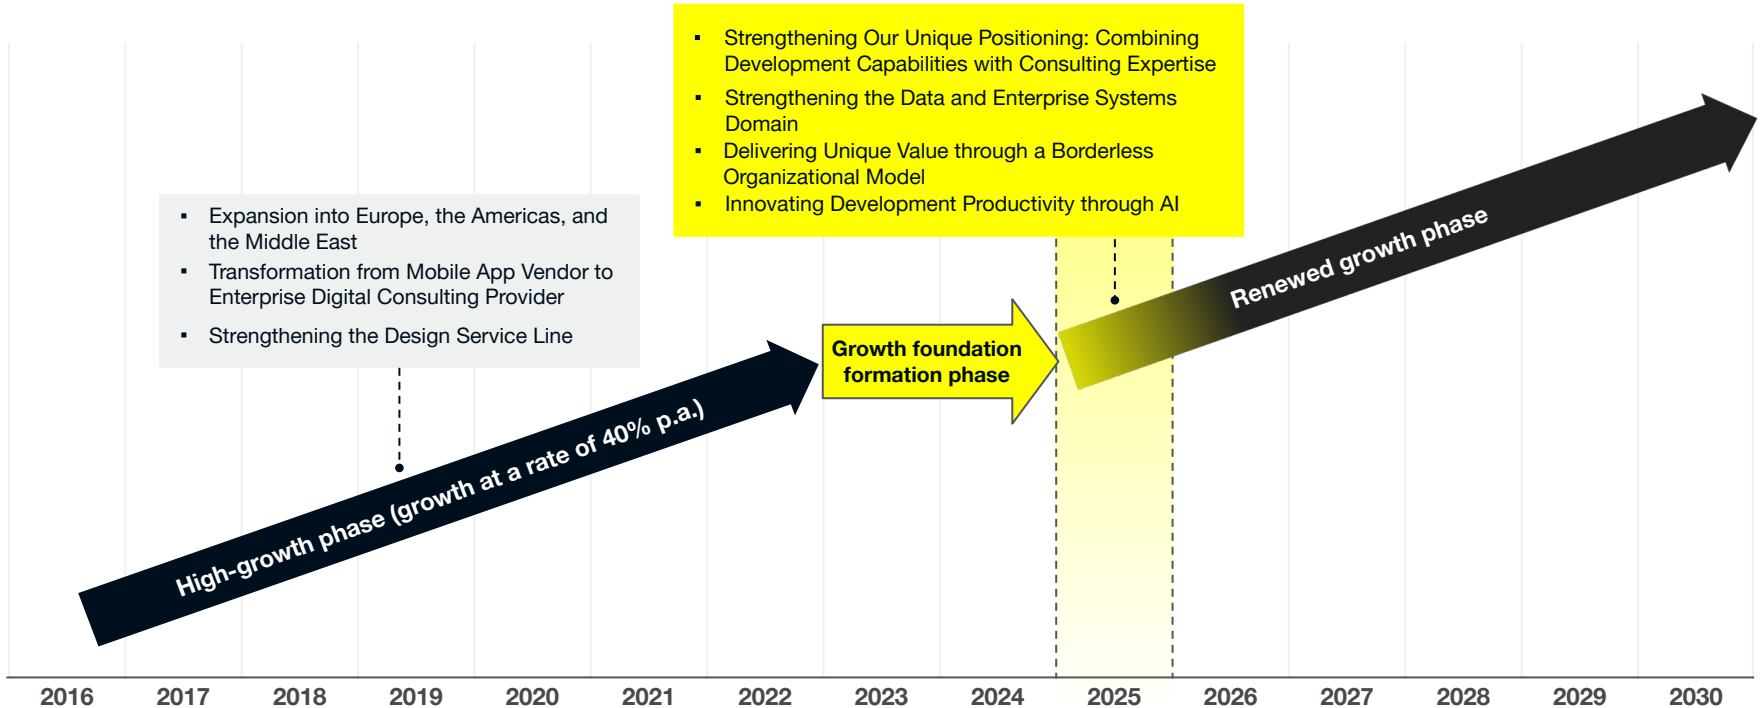 ▪ Strengthening Our Unique Positioning: Combining
Development Capabilities with Consulting Expertise
▪ Strengthening the Data and Enterprise Systems
Domain
▪ Delivering Unique Value through a Borderless
Organizational Model
▪ Innovating Development Productivity through AI
▪ Expansion into Europe, the Americas, and
the Middle East
▪ Transformation from Mobile App Vendor to
Enterprise Digital Consulting Provider
▪ Strengthening the Design Service Line
High-growth phase (growth at a rate of 40% p.a.)
Growth foundation
formation phase
Renewed growth phase
2016 2017 2018 2019 2020 2021 2022 2023 2024 2025 2026 2027 2028 2029 2030